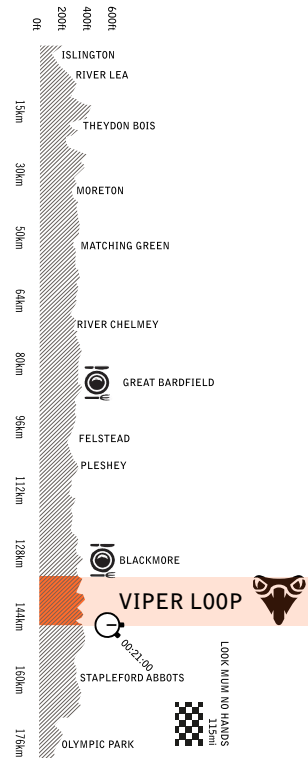 0ft
200ft
400ft
600ft
ISLINGTON
RIVER LEA
15km
THEYDON BOIS
30km
MORETON
50km
MATCHING GREEN
64km
RIVER CHELMEY
80km
GREAT BARDFIELD
96km
FELSTEAD
PLESHEY
112km
128km
BLACKMORE
VIPER LOOP
144km
00:21:00
160km
STAPLEFORD ABBOTS
LOOK MUM NO HANDS
115mi
176km
OLYMPIC PARK